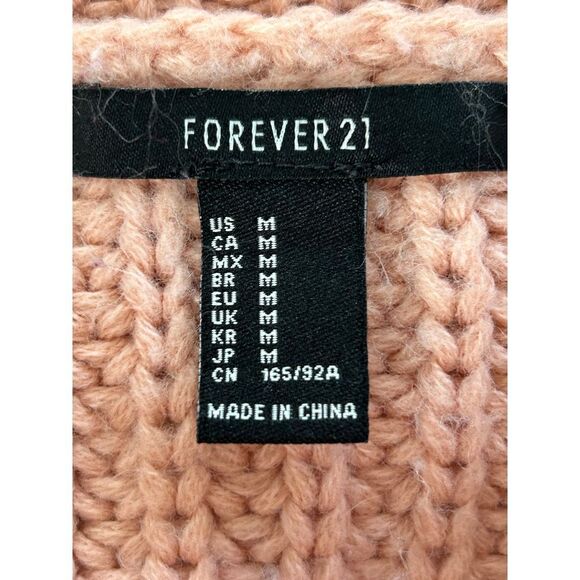 FOREVER 21
US M
CA M
MX M
BR M
EU M
UK M
KR M
JP M
CN 165/92A
MADE IN CHINA